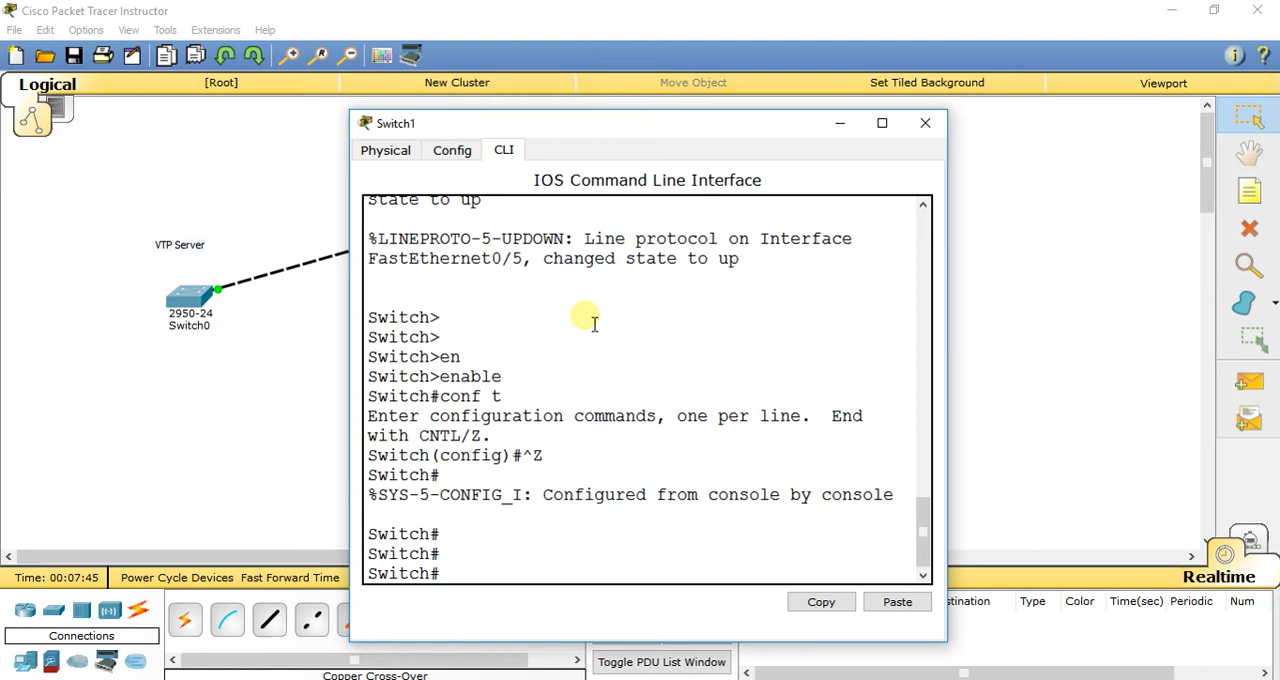 Cisco Packet Tracer Instructor
File Edit Options View Tools Extensions Help
Logical [Root] New Cluster Move Object Set Tiled Background Viewport
VTP Server
2950-24
Switch0
Switch1
Physical Config CLI
IOS Command Line Interface
state to up
%LINEPROTO-5-UPDOWN: Line protocol on Interface
FastEthernet0/5, changed state to up
Switch>
Switch>
Switch>en
Switch>enable
Switch#conf t
Enter configuration commands, one per line. End
with CNTL/Z.
Switch(config)#^Z
Switch#
%SYS-5-CONFIG_I: Configured from console by console
Switch#
Switch#
Switch#
Copy Paste
Time: 00:07:45 Power Cycle Devices Fast Forward Time Realtime
Connections
Copper Cross-Over
Toggle PDU List Window
stination Type Color Time(sec) Periodic Num